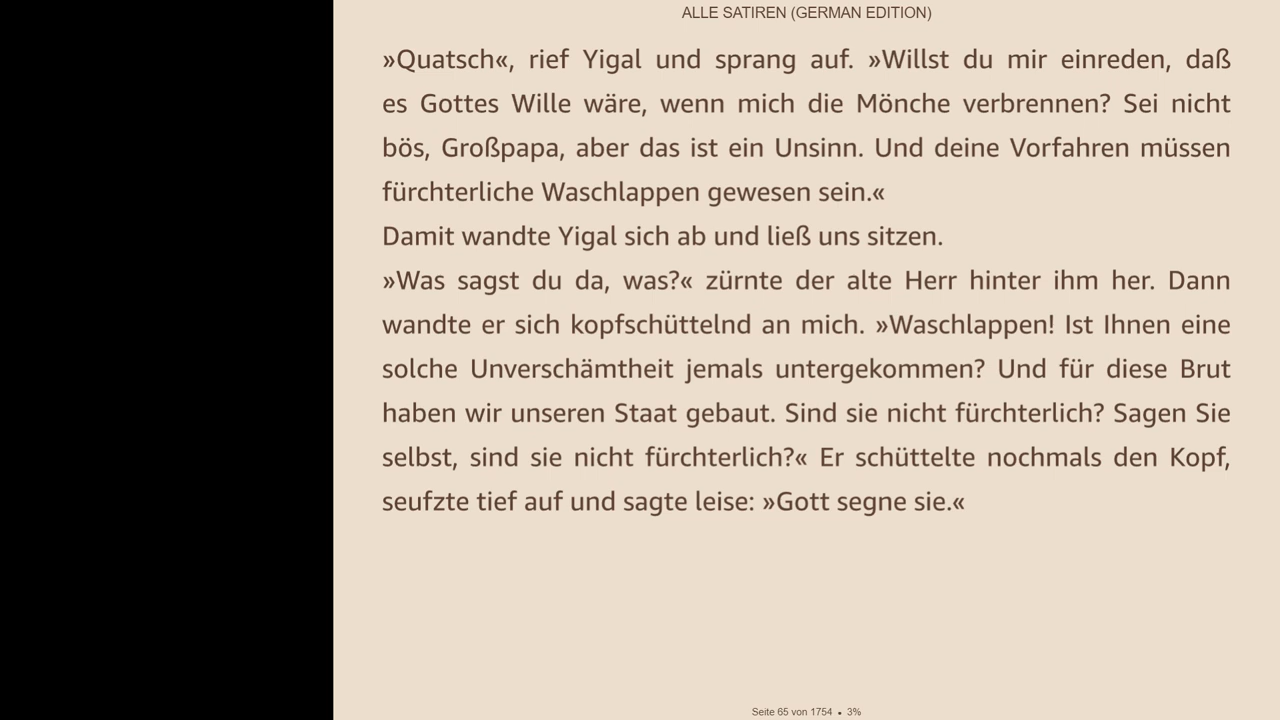 ALLE SATIREN (GERMAN EDITION)
»Quatsch«, rief Yigal und sprang auf. »Willst du mir einreden, daß
es Gottes Wille wäre, wenn mich die Mönche verbrennen? Sei nicht
bös, Großpapa, aber das ist ein Unsinn. Und deine Vorfahren müssen
fürchterliche Waschlappen gewesen sein.«
Damit wandte Yigal sich ab und ließ uns sitzen.
»Was sagst du da, was?« zürnte der alte Herr hinter ihm her. Dann
wandte er sich kopfschüttelnd an mich. »Waschlappen! Ist Ihnen eine
solche Unverschämtheit jemals untergekommen? Und für diese Brut
haben wir unseren Staat gebaut. Sind sie nicht fürchterlich? Sagen Sie
selbst, sind sie nicht fürchterlich?« Er schüttelte nochmals den Kopf,
seufzte tief auf und sagte leise: »Gott segne sie.«
Seite 65 von 1754 • 3%